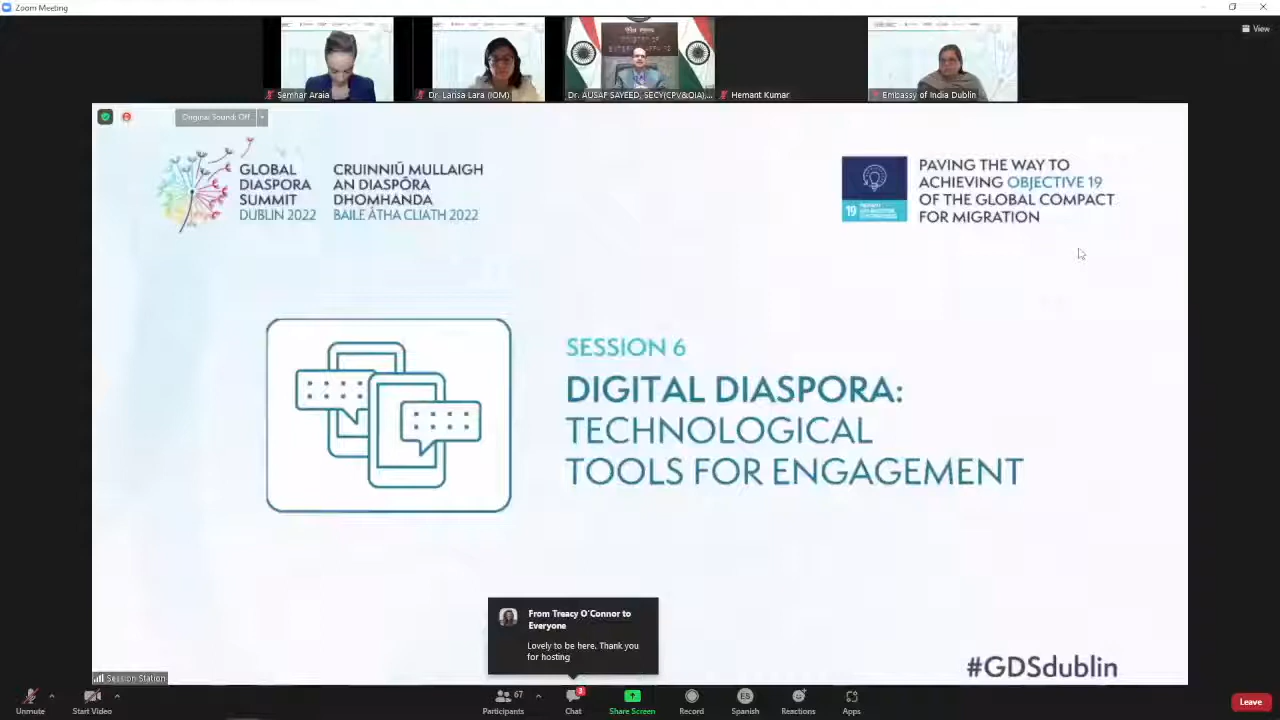 Zoom Meeting
View
Semhar Araia
Dr. Larisa Lara (IOM)
Dr. AUSAF SAYEED, SECY(CPV&OIA),...
Hemant Kumar
Embassy of India Dublin
Original Sound: Off
GLOBAL
DIASPORA
SUMMIT
DUBLIN 2022
CRUINNIÚ MULLAIGH
AN DIASPÓRA
DHOMHANDA
BAILE ÁTHA CLIATH 2022
19
PAVING THE WAY TO
ACHIEVING OBJECTIVE 19
OF THE GLOBAL COMPACT
FOR MIGRATION
SESSION 6
DIGITAL DIASPORA:
TECHNOLOGICAL
TOOLS FOR ENGAGEMENT
From Treacy O'Connor to
Everyone
Lovely to be here. Thank you
for hosting
#GDSdublin
Session Station
Unmute
Start Video
67
Participants
3
Chat
Share Screen
Record
ES
Spanish
Reactions
Apps
Leave